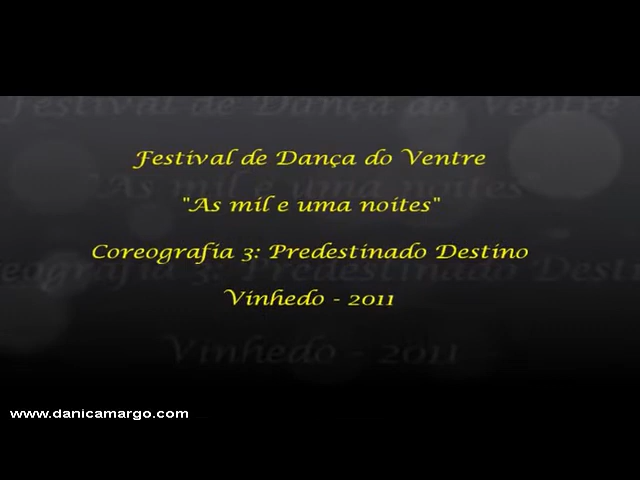 Festival de Dança do Ventre
"As mil e uma noites"
Coreografia 3: Predestinado Destino
Vinhedo - 2011
www.danicamargo.com